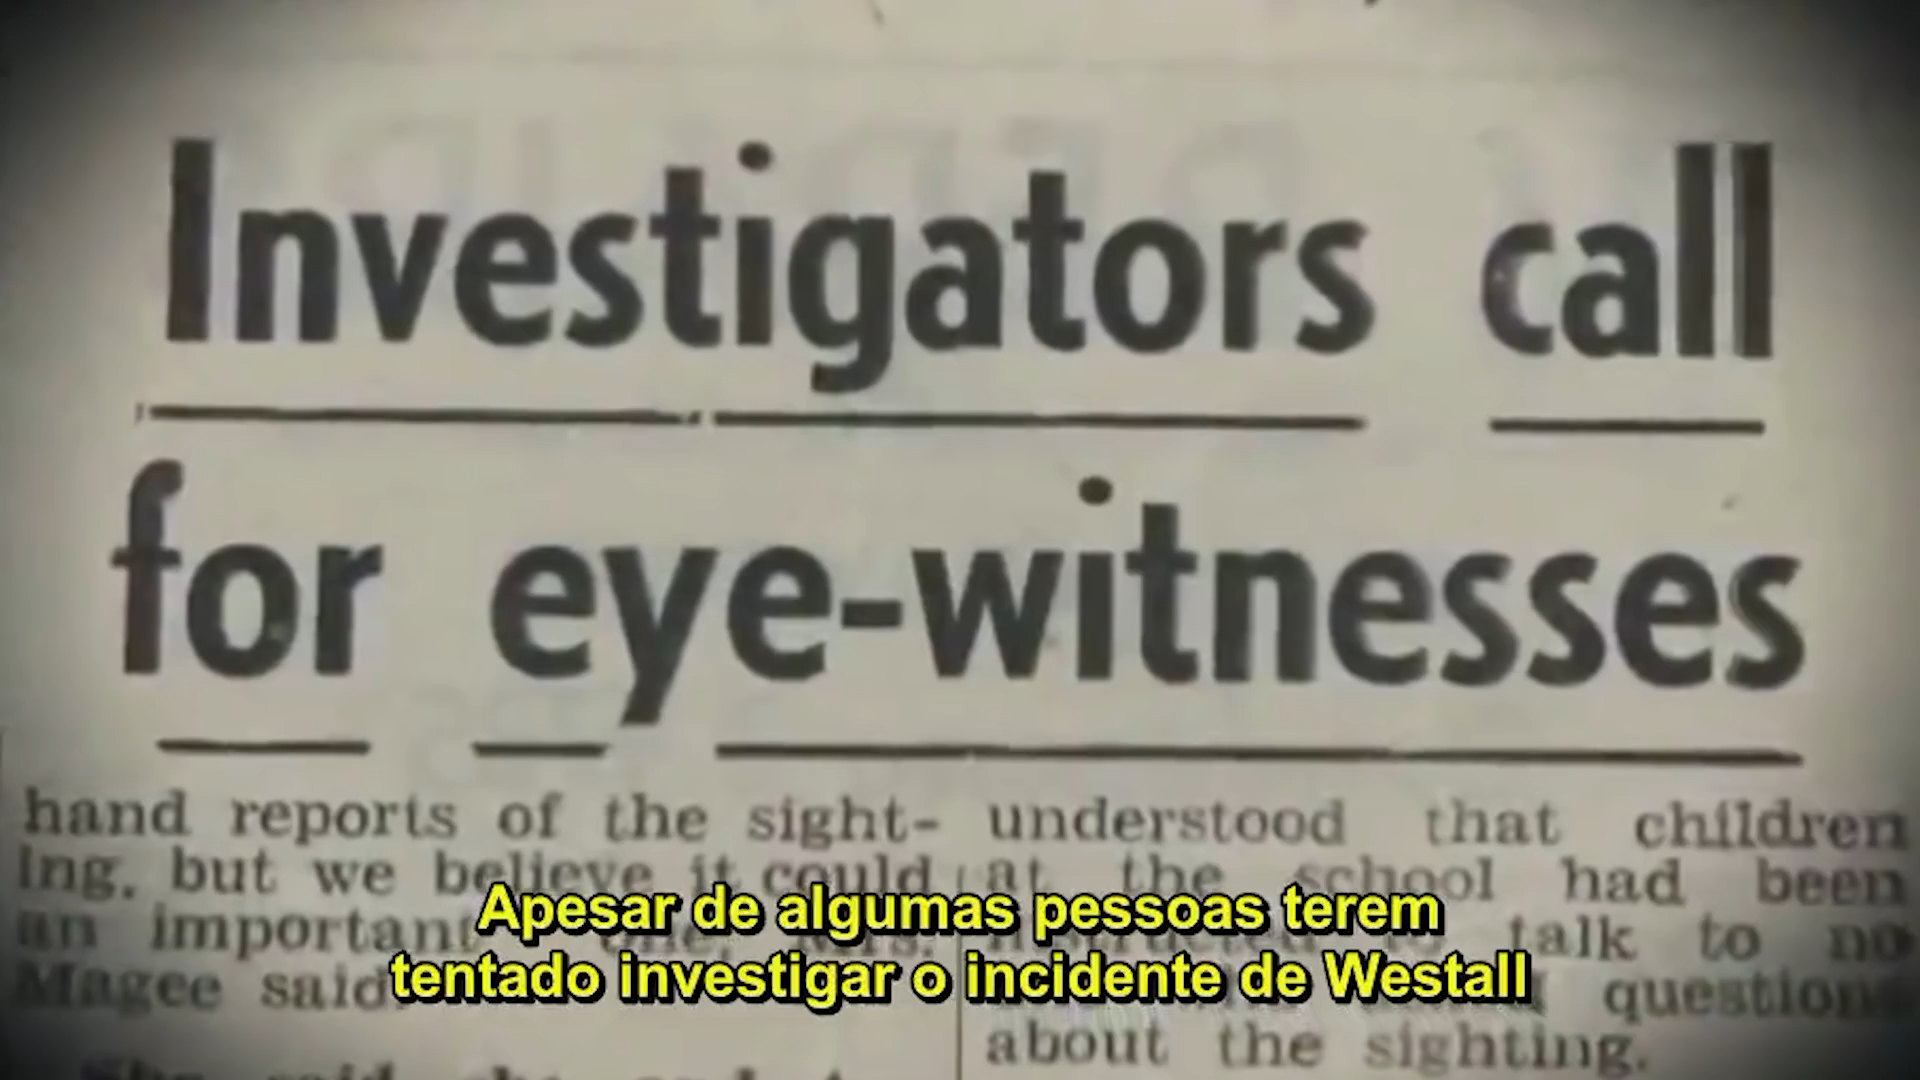 Investigators call
for eye-witnesses
hand reports of the sight-
ing, but we believe it could
an important
Magee said
understood that children
at the school had been
talk to no
question
about the sighting.
Apesar de algumas pessoas terem
tentado investigar o incidente de Westall